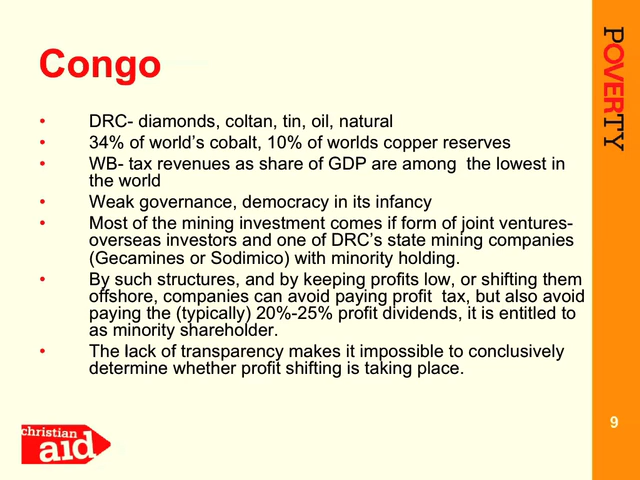 Congo
• DRC- diamonds, coltan, tin, oil, natural
• 34% of world's cobalt, 10% of worlds copper reserves
• WB- tax revenues as share of GDP are among the lowest in
the world
• Weak governance, democracy in its infancy
• Most of the mining investment comes if form of joint ventures-
overseas investors and one of DRC's state mining companies
(Gecamines or Sodimico) with minority holding.
• By such structures, and by keeping profits low, or shifting them
offshore, companies can avoid paying profit tax, but also avoid
paying the (typically) 20%-25% profit dividends, it is entitled to
as minority shareholder.
• The lack of transparency makes it impossible to conclusively
determine whether profit shifting is taking place.
POVERTY
9
christian
aid